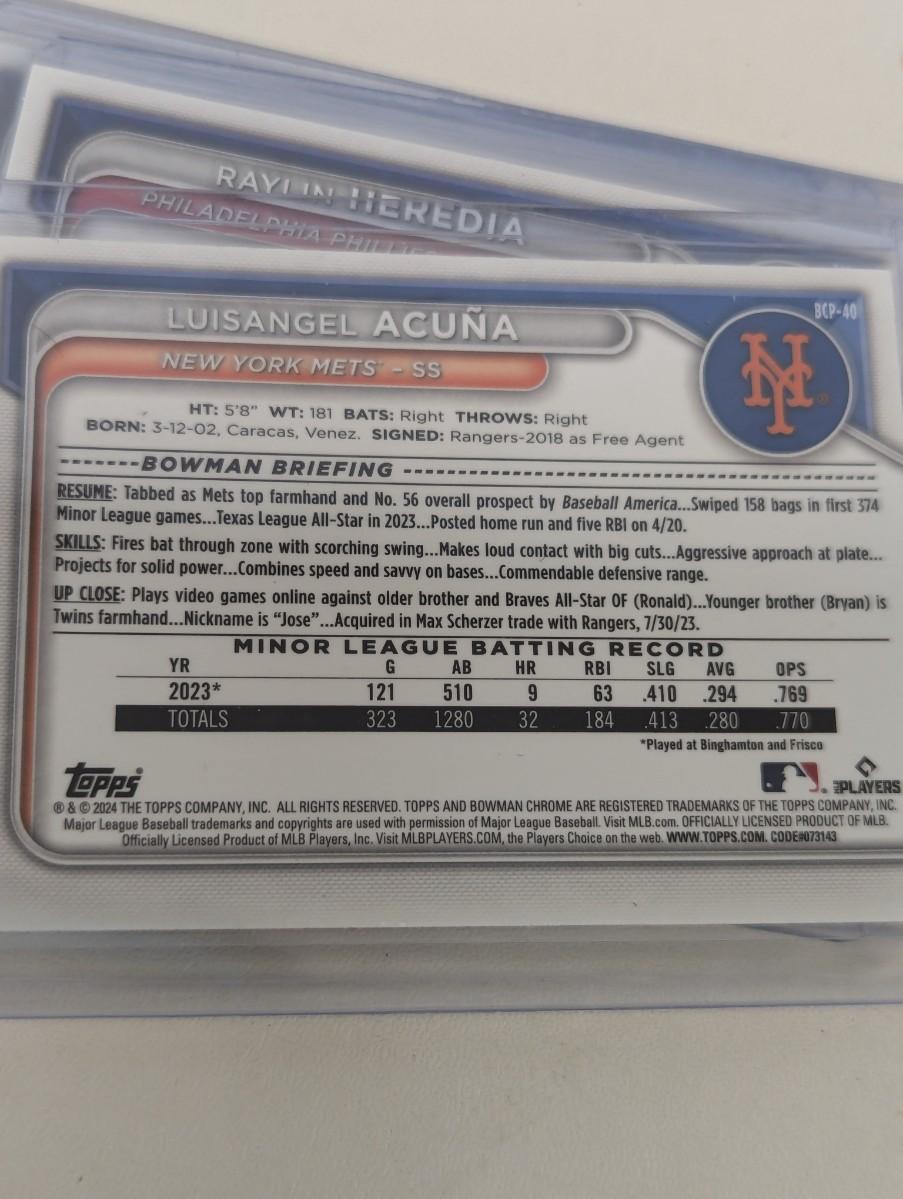 RAYLIN HEREDIA
PHILADELPHIA PHILLIES
BCP-40
LUISANGEL ACUÑA
NEW YORK METS - SS
NY
HT: 5'8" WT: 181 BATS: Right THROWS: Right
BORN: 3-12-02, Caracas, Venez. SIGNED: Rangers-2018 as Free Agent
BOWMAN BRIEFING
RESUME: Tabbed as Mets top farmhand and No. 56 overall prospect by Baseball America...Swiped 158 bags in first 374
Minor League games...Texas League All-Star in 2023...Posted home run and five RBI on 4/20.
SKILLS: Fires bat through zone with scorching swing...Makes loud contact with big cuts...Aggressive approach at plate...
Projects for solid power...Combines speed and savvy on bases...Commendable defensive range.
UP CLOSE: Plays video games online against older brother and Braves All-Star OF (Ronald)...Younger brother (Bryan) is
Twins farmhand...Nickname is “Jose”...Acquired in Max Scherzer trade with Rangers, 7/30/23.
MINOR LEAGUE BATTING RECORD
YR G AB HR RBI SLG AVG OPS
2023* 121 510 9 63 .410 .294 .769
TOTALS 323 1280 32 184 .413 .280 .770
*Played at Binghamton and Frisco
topps
PLAYERS
® & © 2024 THE TOPPS COMPANY, INC. ALL RIGHTS RESERVED. TOPPS AND BOWMAN CHROME ARE REGISTERED TRADEMARKS OF THE TOPPS COMPANY, INC.
Major League Baseball trademarks and copyrights are used with permission of Major League Baseball. Visit MLB.com. OFFICIALLY LICENSED PRODUCT OF MLB.
Officially Licensed Product of MLB Players, Inc. Visit MLBPLAYERS.COM, the Players Choice on the web. WWW.TOPPS.COM. CODE#073143